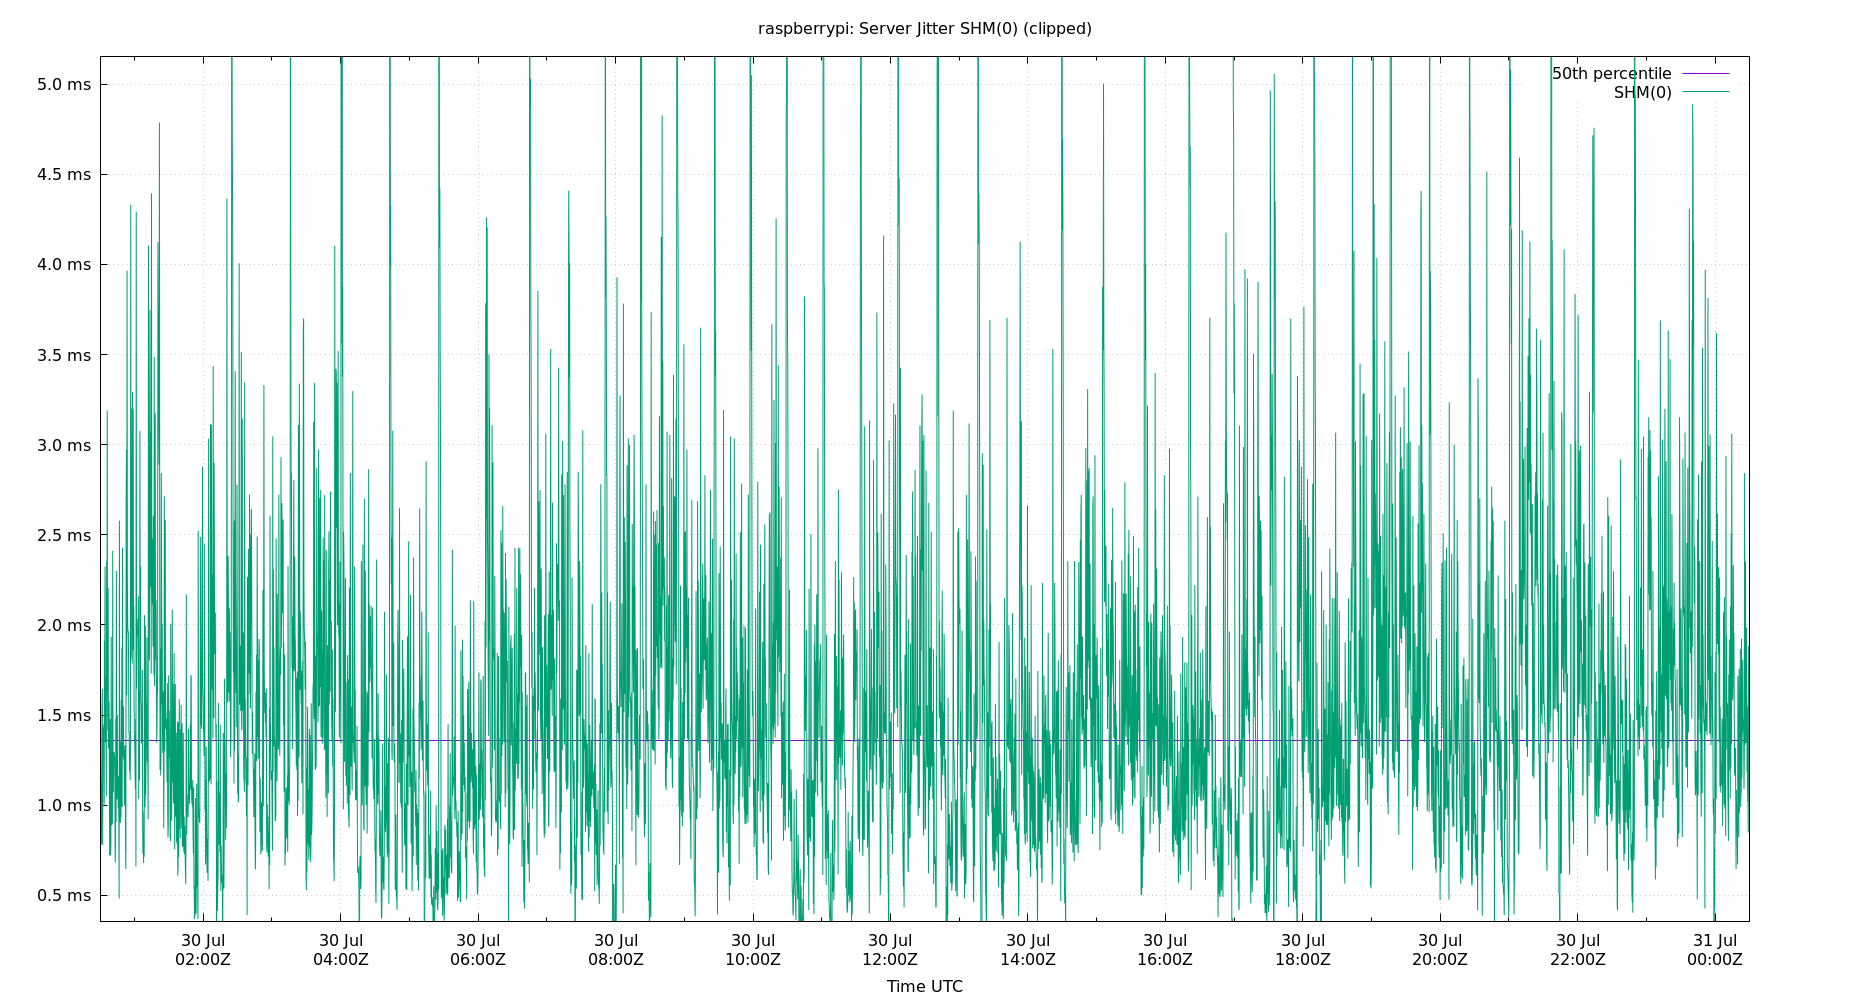 raspberrypi: Server Jitter SHM(0) (clipped)
50th percentile
SHM(0)
5.0 ms
4.5 ms
4.0 ms
3.5 ms
3.0 ms
2.5 ms
2.0 ms
1.5 ms
1.0 ms
0.5 ms
30 Jul 30 Jul 30 Jul 30 Jul 30 Jul 30 Jul 30 Jul 30 Jul 30 Jul 30 Jul 30 Jul 31 Jul
02:00Z 04:00Z 06:00Z 08:00Z 10:00Z 12:00Z 14:00Z 16:00Z 18:00Z 20:00Z 22:00Z 00:00Z
Time UTC